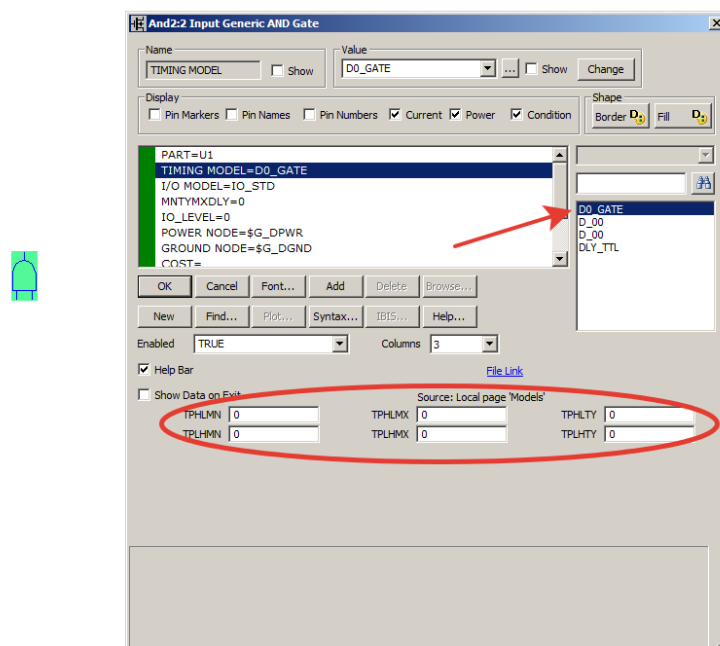 And2:2 Input Generic AND Gate
Name
TIMING MODEL Show
Value
D0_GATE ... Show Change
Display
Pin Markers Pin Names Pin Numbers Current Power Condition
Shape
Border Fill
PART=U1
TIMING MODEL=D0_GATE
I/O MODEL=IO_STD
MNTYMXDLY=0
IO_LEVEL=0
POWER NODE=$G_DPWR
GROUND NODE=$G_DGND
COST=
D0_GATE
D_00
D_00
DLY_TTL
OK Cancel Font... Add Delete Browse...
New Find... Plot... Syntax... IBIS... Help...
Enabled TRUE Columns 3
Help Bar File Link
Show Data on Exit Source: Local page 'Models'
TPHLMN 0 TPHLMX 0 TPHLTY 0
TPLHMN 0 TPLHMX 0 TPLHTY 0